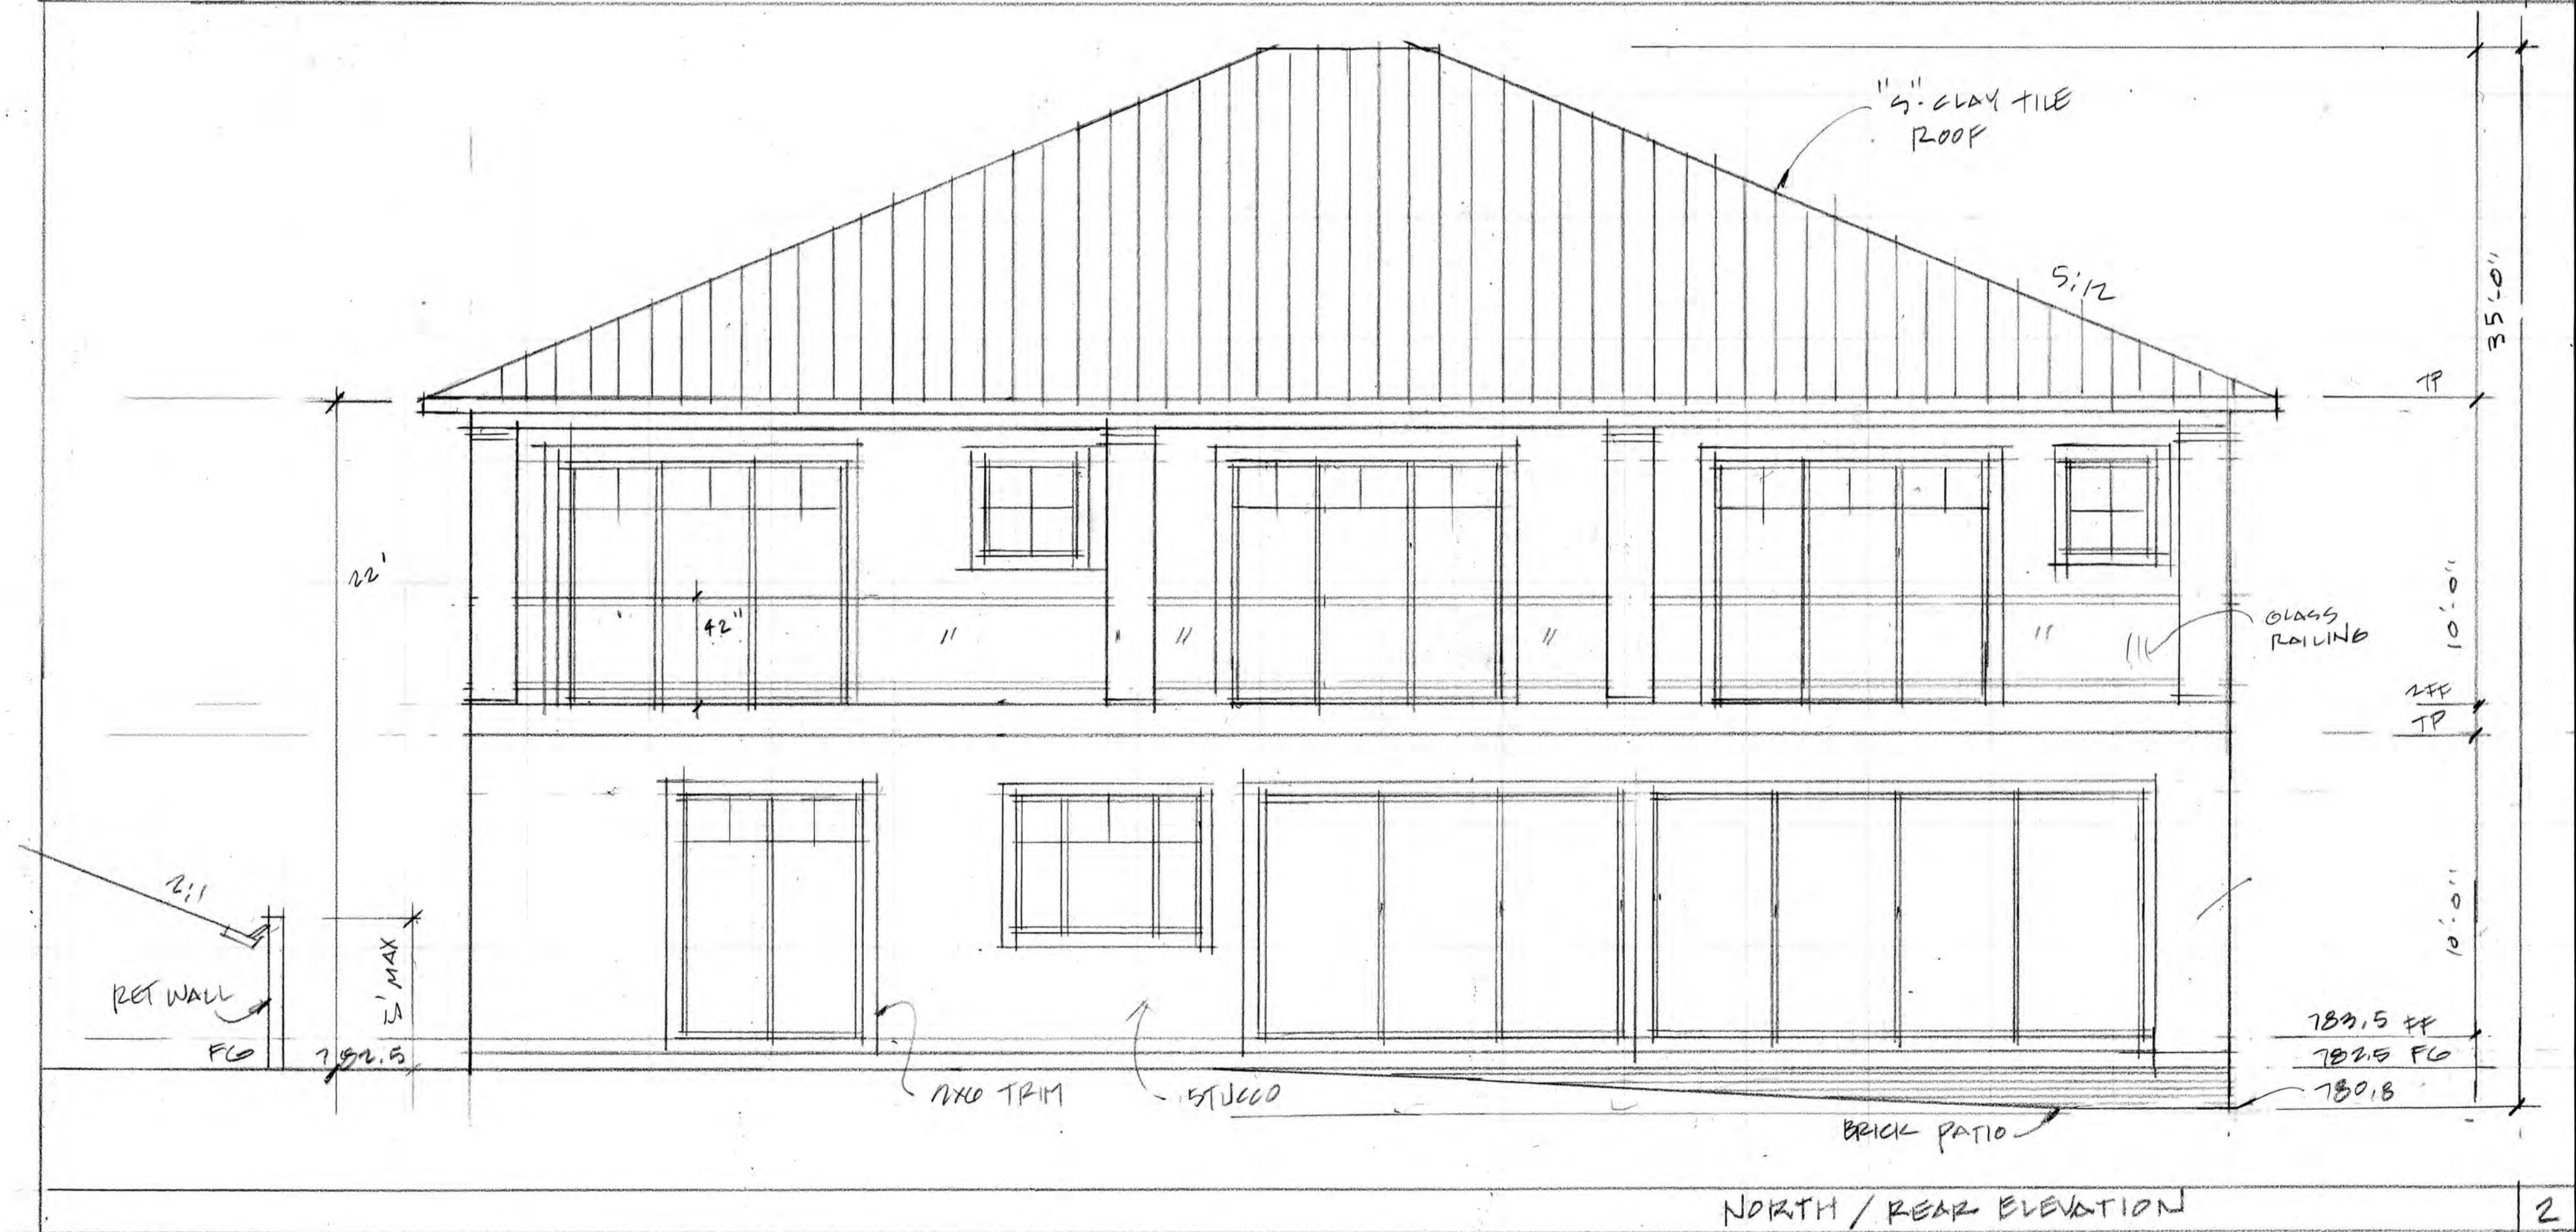 "S" CLAY TILE
ROOF
5:12
35'-0"
TP
22'
42"
GLASS
RAILING
10'-0"
2FF
TP
2:1
5' MAX
RET WALL
10'-0"
FG
782.5
783.5 FF
782.5 FG
780.8
2X6 TRIM
STUCCO
BRICK PATIO
NORTH / REAR ELEVATION
2